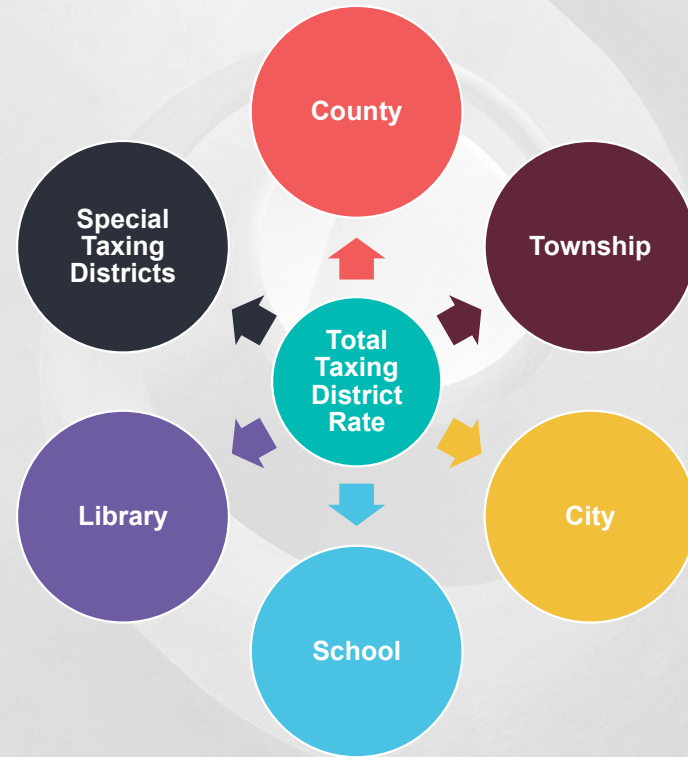 County
Special
Taxing
Districts
Township
Total
Taxing
District
Rate
Library
City
School